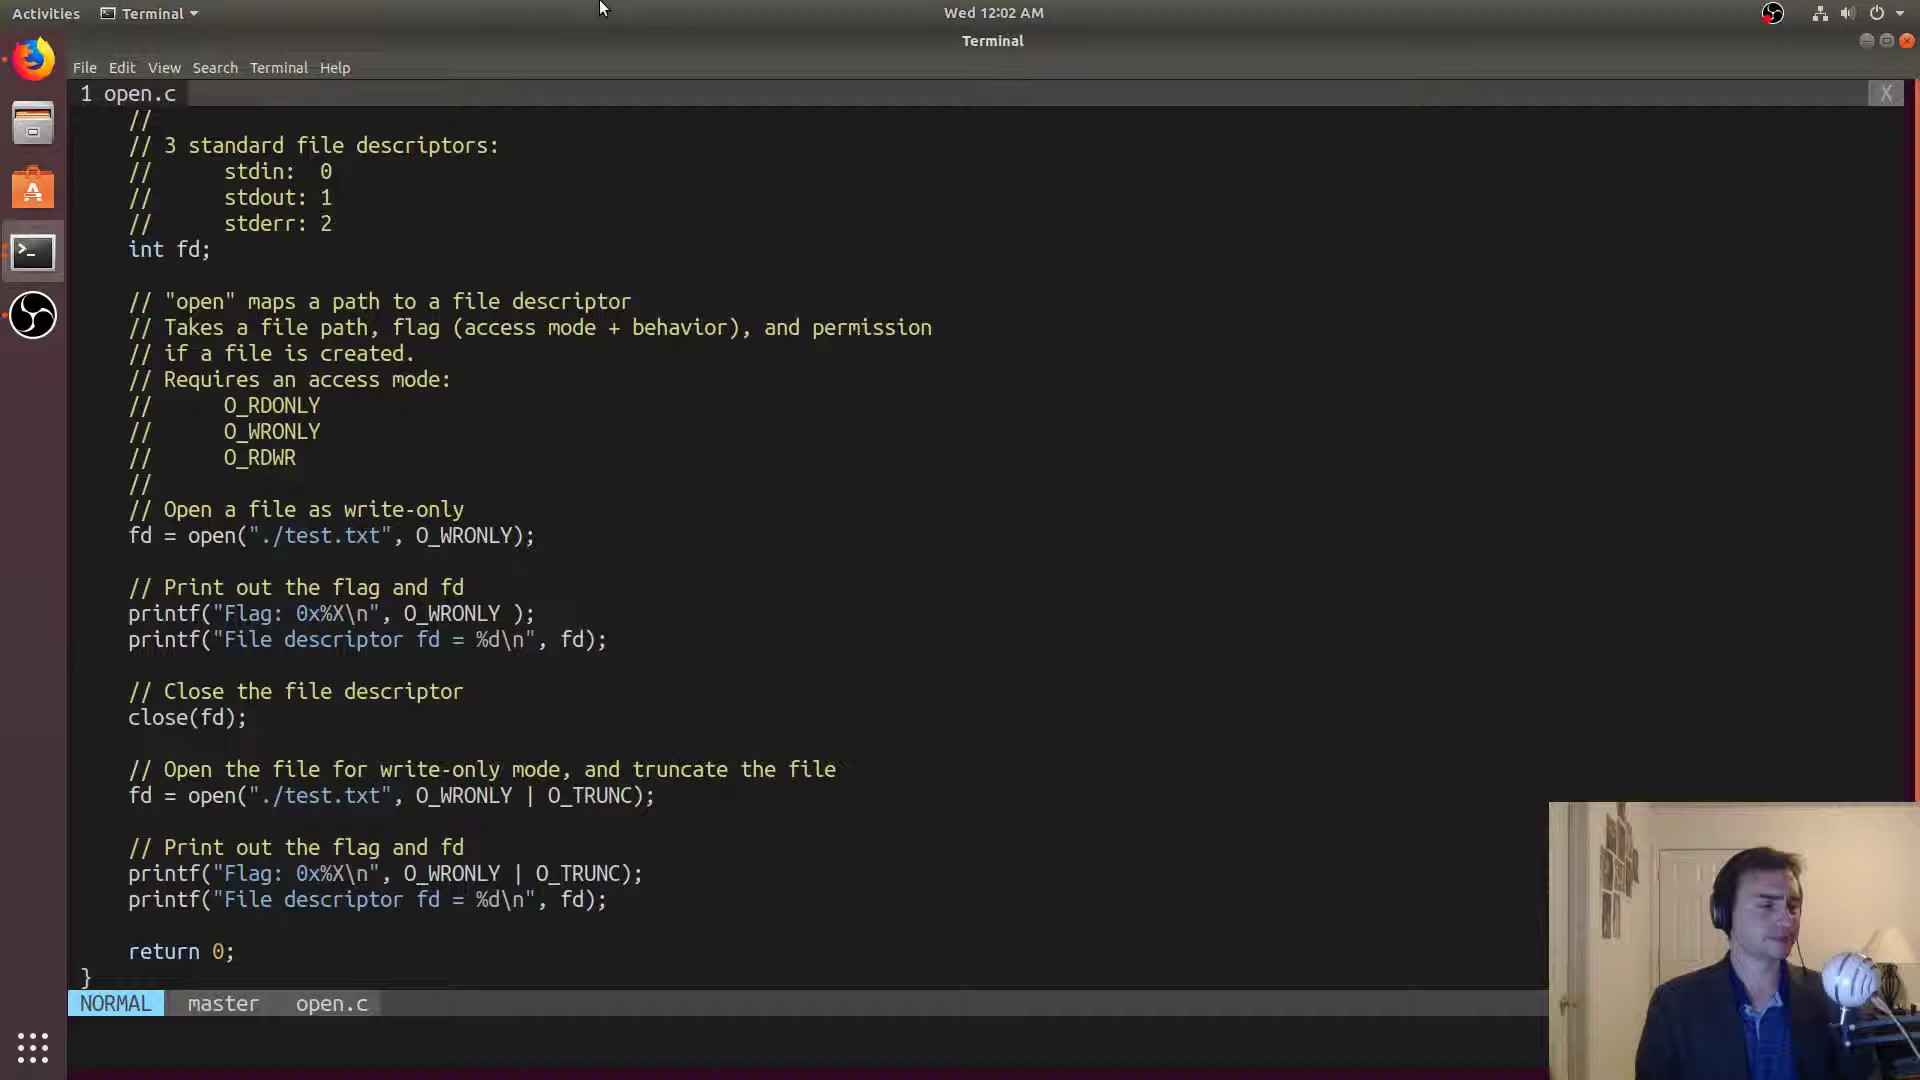 Activities Terminal Wed 12:02 AM
Terminal
File Edit View Search Terminal Help
1 open.c X
//
// 3 standard file descriptors:
// stdin: 0
// stdout: 1
// stderr: 2
int fd;
// "open" maps a path to a file descriptor
// Takes a file path, flag (access mode + behavior), and permission
// if a file is created.
// Requires an access mode:
// O_RDONLY
// O_WRONLY
// O_RDWR
//
// Open a file as write-only
fd = open("./test.txt", O_WRONLY);
// Print out the flag and fd
printf("Flag: 0x%X\n", O_WRONLY );
printf("File descriptor fd = %d\n", fd);
// Close the file descriptor
close(fd);
// Open the file for write-only mode, and truncate the file
fd = open("./test.txt", O_WRONLY | O_TRUNC);
// Print out the flag and fd
printf("Flag: 0x%X\n", O_WRONLY | O_TRUNC);
printf("File descriptor fd = %d\n", fd);
return 0;
}
NORMAL master open.c